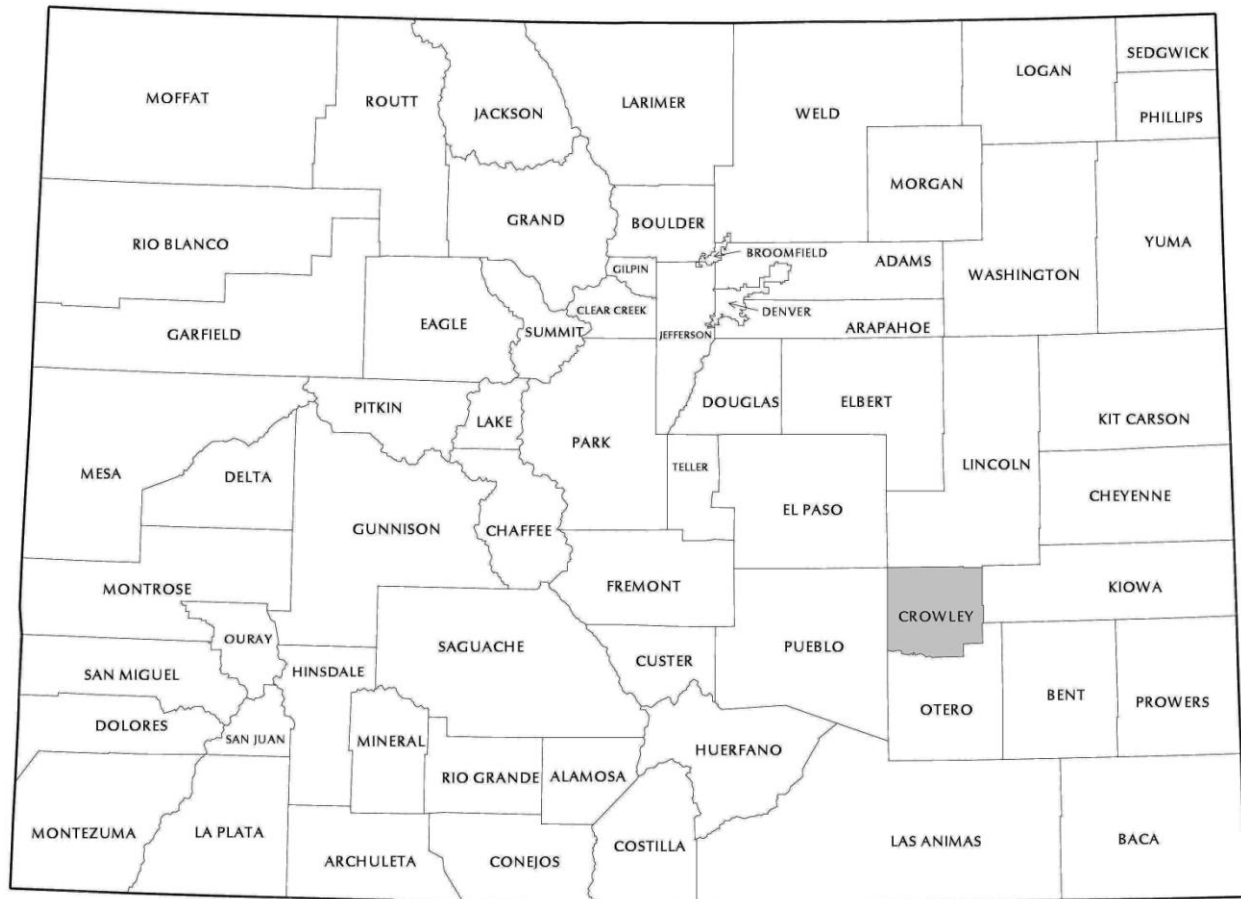 SEDGWICK
LOGAN
MOFFAT
ROUTT
LARIMER
JACKSON
WELD
PHILLIPS
MORGAN
GRAND
BOULDER
RIO BLANCO
YUMA
BROOMFIELD
ADAMS
WASHINGTON
GILPIN
CLEAR CREEK
DENVER
EAGLE
SUMMIT
GARFIELD
JEFFERSON
ARAPAHOE
PITKIN
LAKE
DOUGLAS
ELBERT
KIT CARSON
PARK
MESA
DELTA
TELLER
LINCOLN
CHEYENNE
GUNNISON
CHAFFEE
EL PASO
MONTROSE
FREMONT
KIOWA
CROWLEY
OURAY
SAGUACHE
PUEBLO
SAN MIGUEL
HINSDALE
CUSTER
BENT
PROWERS
OTERO
DOLORES
SAN JUAN
MINERAL
HUERFANO
RIO GRANDE
ALAMOSA
MONTEZUMA
LA PLATA
ARCHULETA
CONEJOS
COSTILLA
LAS ANIMAS
BACA